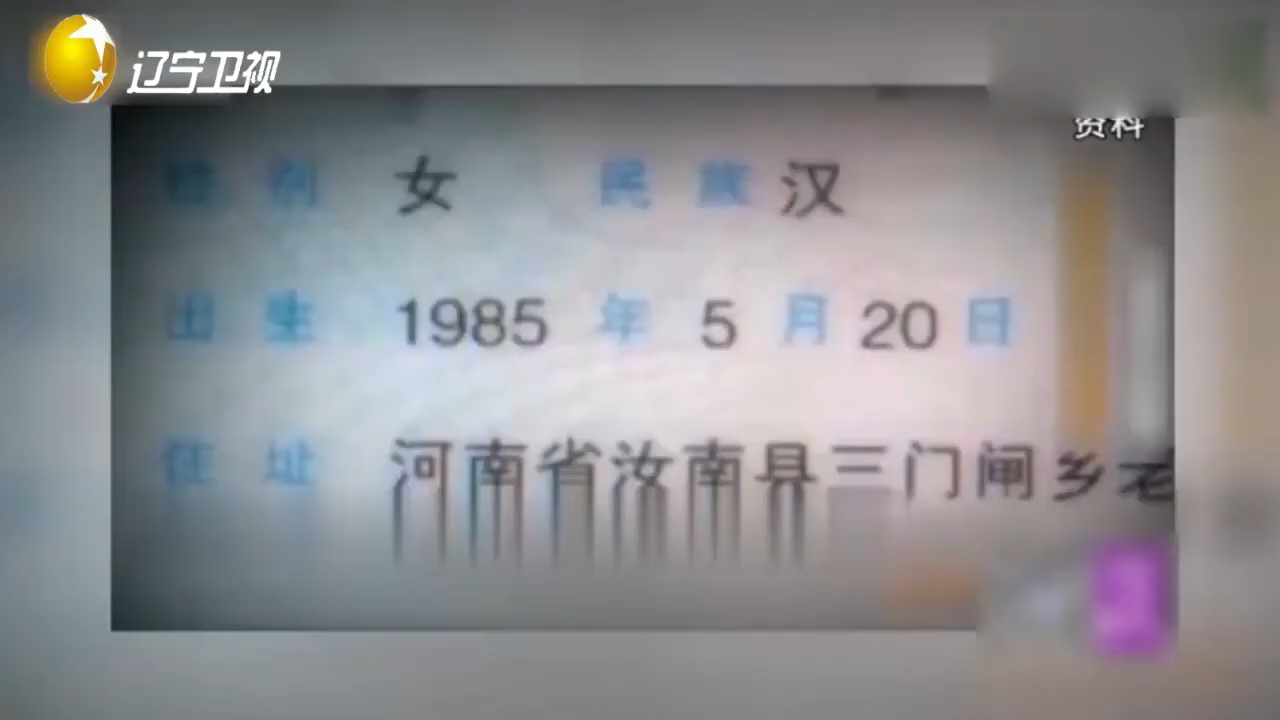 辽宁卫视
资料
性别 女 民族 汉
出生 1985 年 5 月 20 日
住址 河南省汝南县三门闸乡老